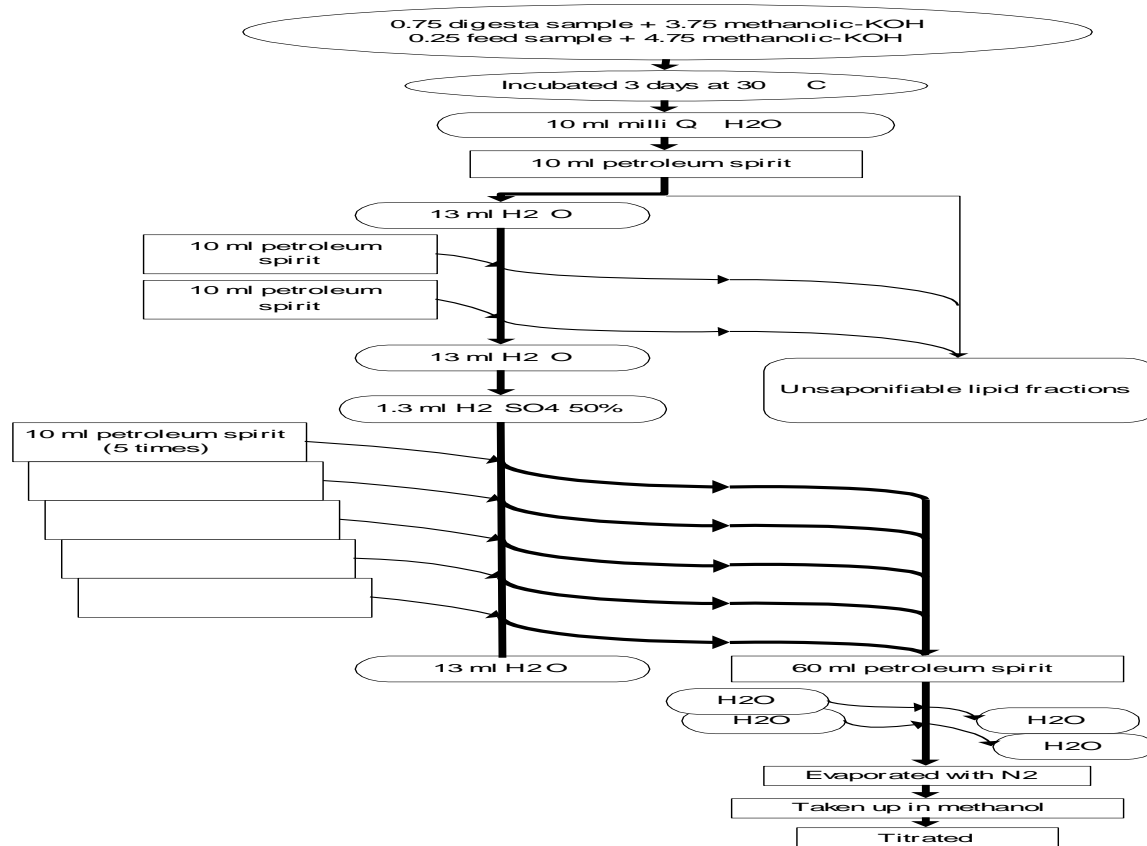 0.75 digesta sample + 3.75 methanolic-KOH
0.25 feed sample + 4.75 methanolic-KOH
Incubated 3 days at 30 C
10 ml milli Q H2O
10 ml petroleum spirit
13 ml H2 O
10 ml petroleum
spirit
10 ml petroleum
spirit
13 ml H2 O
Unsaponifiable lipid fractions
1.3 ml H2 SO4 50%
10 ml petroleum spirit
(5 times)
13 ml H2O
60 ml petroleum spirit
H2O
H2O
H2O
H2O
Evaporated with N2
Taken up in methanol
Titrated